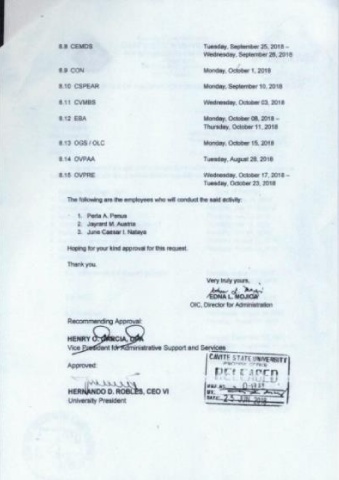 8.8 CEMDS Tuesday, September 25, 2018 –
Wednesday, September 26, 2018
8.9 CON Monday, October 1, 2018
8.10 CSPEAR Monday, September 10, 2018
8.11 CVMBS Wednesday, October 03, 2018
8.12 EBA Monday, October 08, 2018 –
Thursday, October 11, 2018
8.13 OGS / OLC Monday, October 15, 2018
8.14 OVPAA Tuesday, August 28, 2018
8.15 OVPRE Wednesday, October 17, 2018 –
Tuesday, October 23, 2018
The following are the employees who will conduct the said activity:
1. Perla A.
2. M. Austria
3. June Caesar I.
Hoping for your kind approval for this request.
Thank you.
Very truly yours,
EDNA L. MOJICA
OIC, Director for Administration
Recommending Approval:
HENRY O. GARCIA,
Vice President for Administrative Support and Services
CAVITE STATE UNIVERSITY
RELEASED
Approved:
HERNANDO D. ROBLES, CEO VI
University President
BY:
DATE: 25 JUN 2018